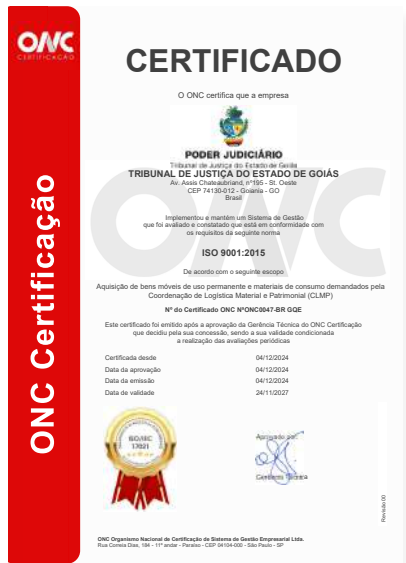 ONC
CERTIFICAÇÃO
ONC Certificação
CERTIFICADO
O ONC certifica que a empresa
PODER JUDICIÁRIO
Tribunal de Justiça do Estado de Goiás
TRIBUNAL DE JUSTIÇA DO ESTADO DE GOIÁS
Av. Assis Chateaubriand, nº195 - St. Oeste
CEP 74130-012 - Goiania - GO
Brasil
Implementou e mantém um Sistema de Gestão
que foi avaliado e constatado que está em conformidade com
os requisitos da seguinte norma
ISO 9001:2015
De acordo com o seguinte escopo
Aquisição de bens móveis de uso permanente e materiais de consumo demandados pela
Coordenação de Logística Material e Patrimonial (CLMP)
Nº do Certificado ONC NºONC0047-BR GQE
Este certificado foi emitido após a aprovação da Gerência Técnica do ONC Certificação
que decidiu pela sua concessão, sendo a sua validade condicionada
a realização das avaliações periódicas
Certificada desde 04/12/2024
Data da aprovação 04/12/2024
Data da emissão 04/12/2024
Data de validade 24/11/2027
ISO/IEC
17021
Aprovado por:
Gerência Técnica
Revisão 00
ONC Organismo Nacional de Certificação de Sistema de Gestão Empresarial Ltda.
Rua Correia Dias, 184 - 11º andar - Paraíso - CEP 04104-000 - São Paulo - SP